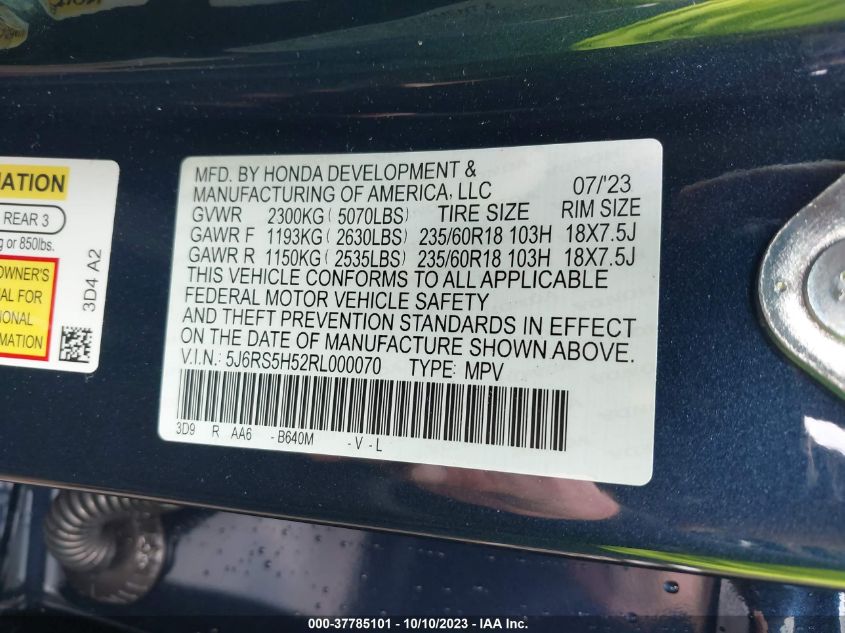 MFD. BY HONDA DEVELOPMENT &
MANUFACTURING OF AMERICA, LLC 07/'23
GVWR 2300KG ( 5070LBS) TIRE SIZE RIM SIZE
GAWR F 1193KG ( 2630LBS) 235/60R18 103H 18X7.5J
GAWR R 1150KG ( 2535LBS) 235/60R18 103H 18X7.5J
THIS VEHICLE CONFORMS TO ALL APPLICABLE
FEDERAL MOTOR VEHICLE SAFETY
AND THEFT PREVENTION STANDARDS IN EFFECT
ON THE DATE OF MANUFACTURE SHOWN ABOVE.
V.I.N.: 5J6RS5H52RL000070 TYPE: MPV
3D9 R AA6 -B640M -V-L
REAR 3
or 850lbs.
OWNER'S
FOR
3D4 A2
000-37785101 - 10/10/2023 - IAA Inc.